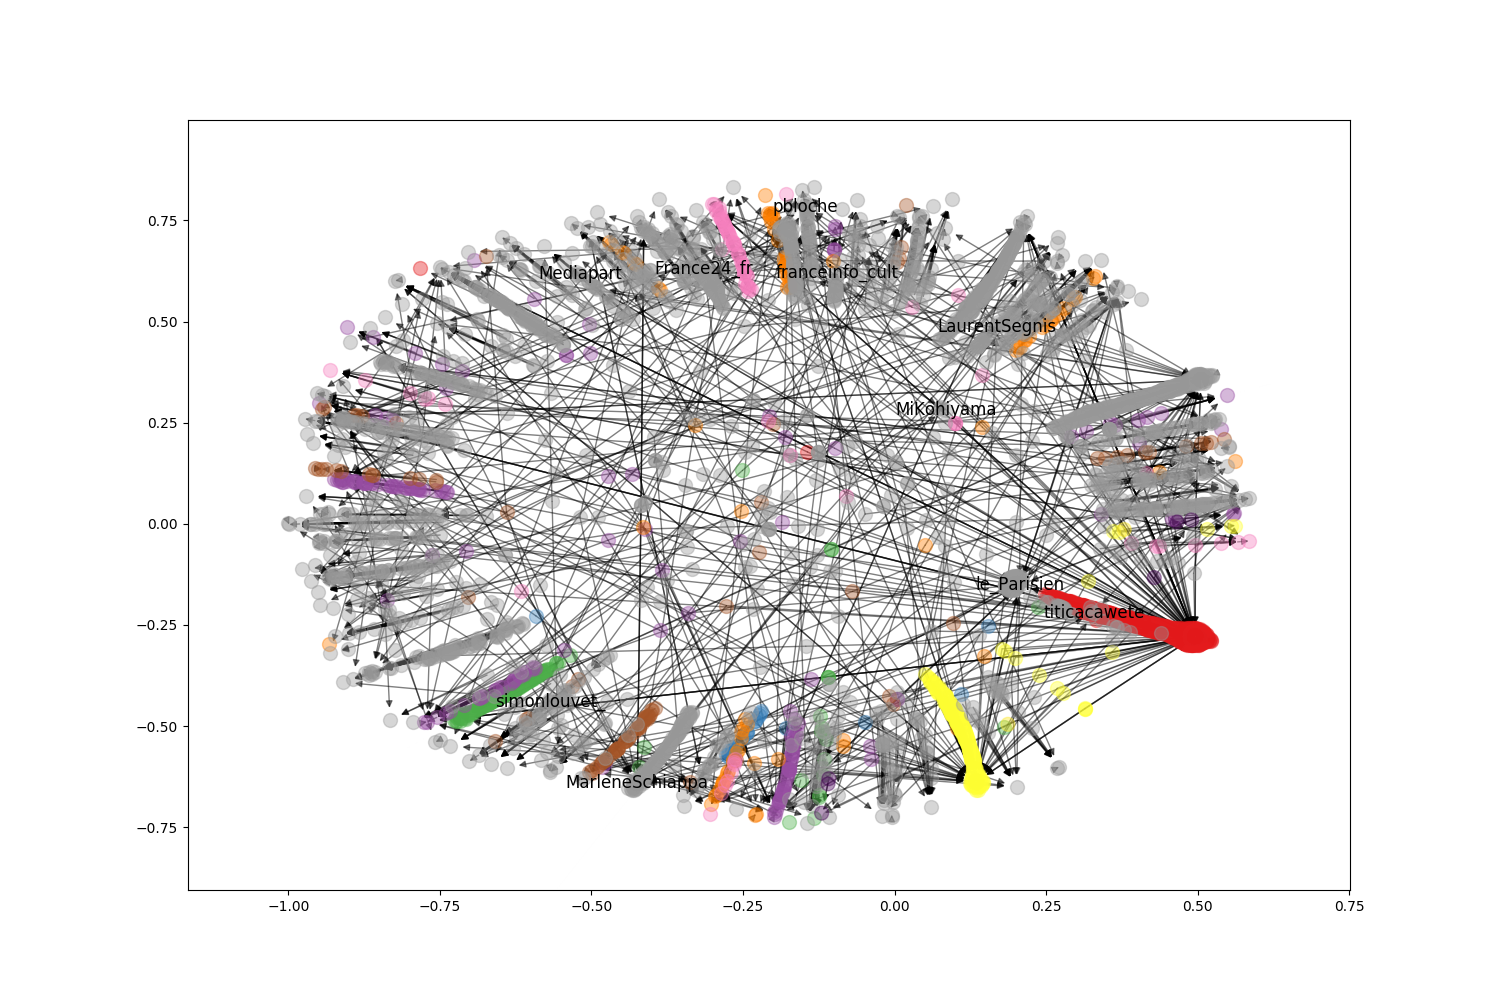 pbloche
Mediapart
France24_fr
franceinfo_cult
LaurentSegnis
MiKohiyama
le_Parisien
titicacawete
simonlouvet_
MarleneSchiappa
0.75
0.50
0.25
0.00
−0.25
−0.50
−0.75
−1.00 −0.75 −0.50 −0.25 0.00 0.25 0.50 0.75